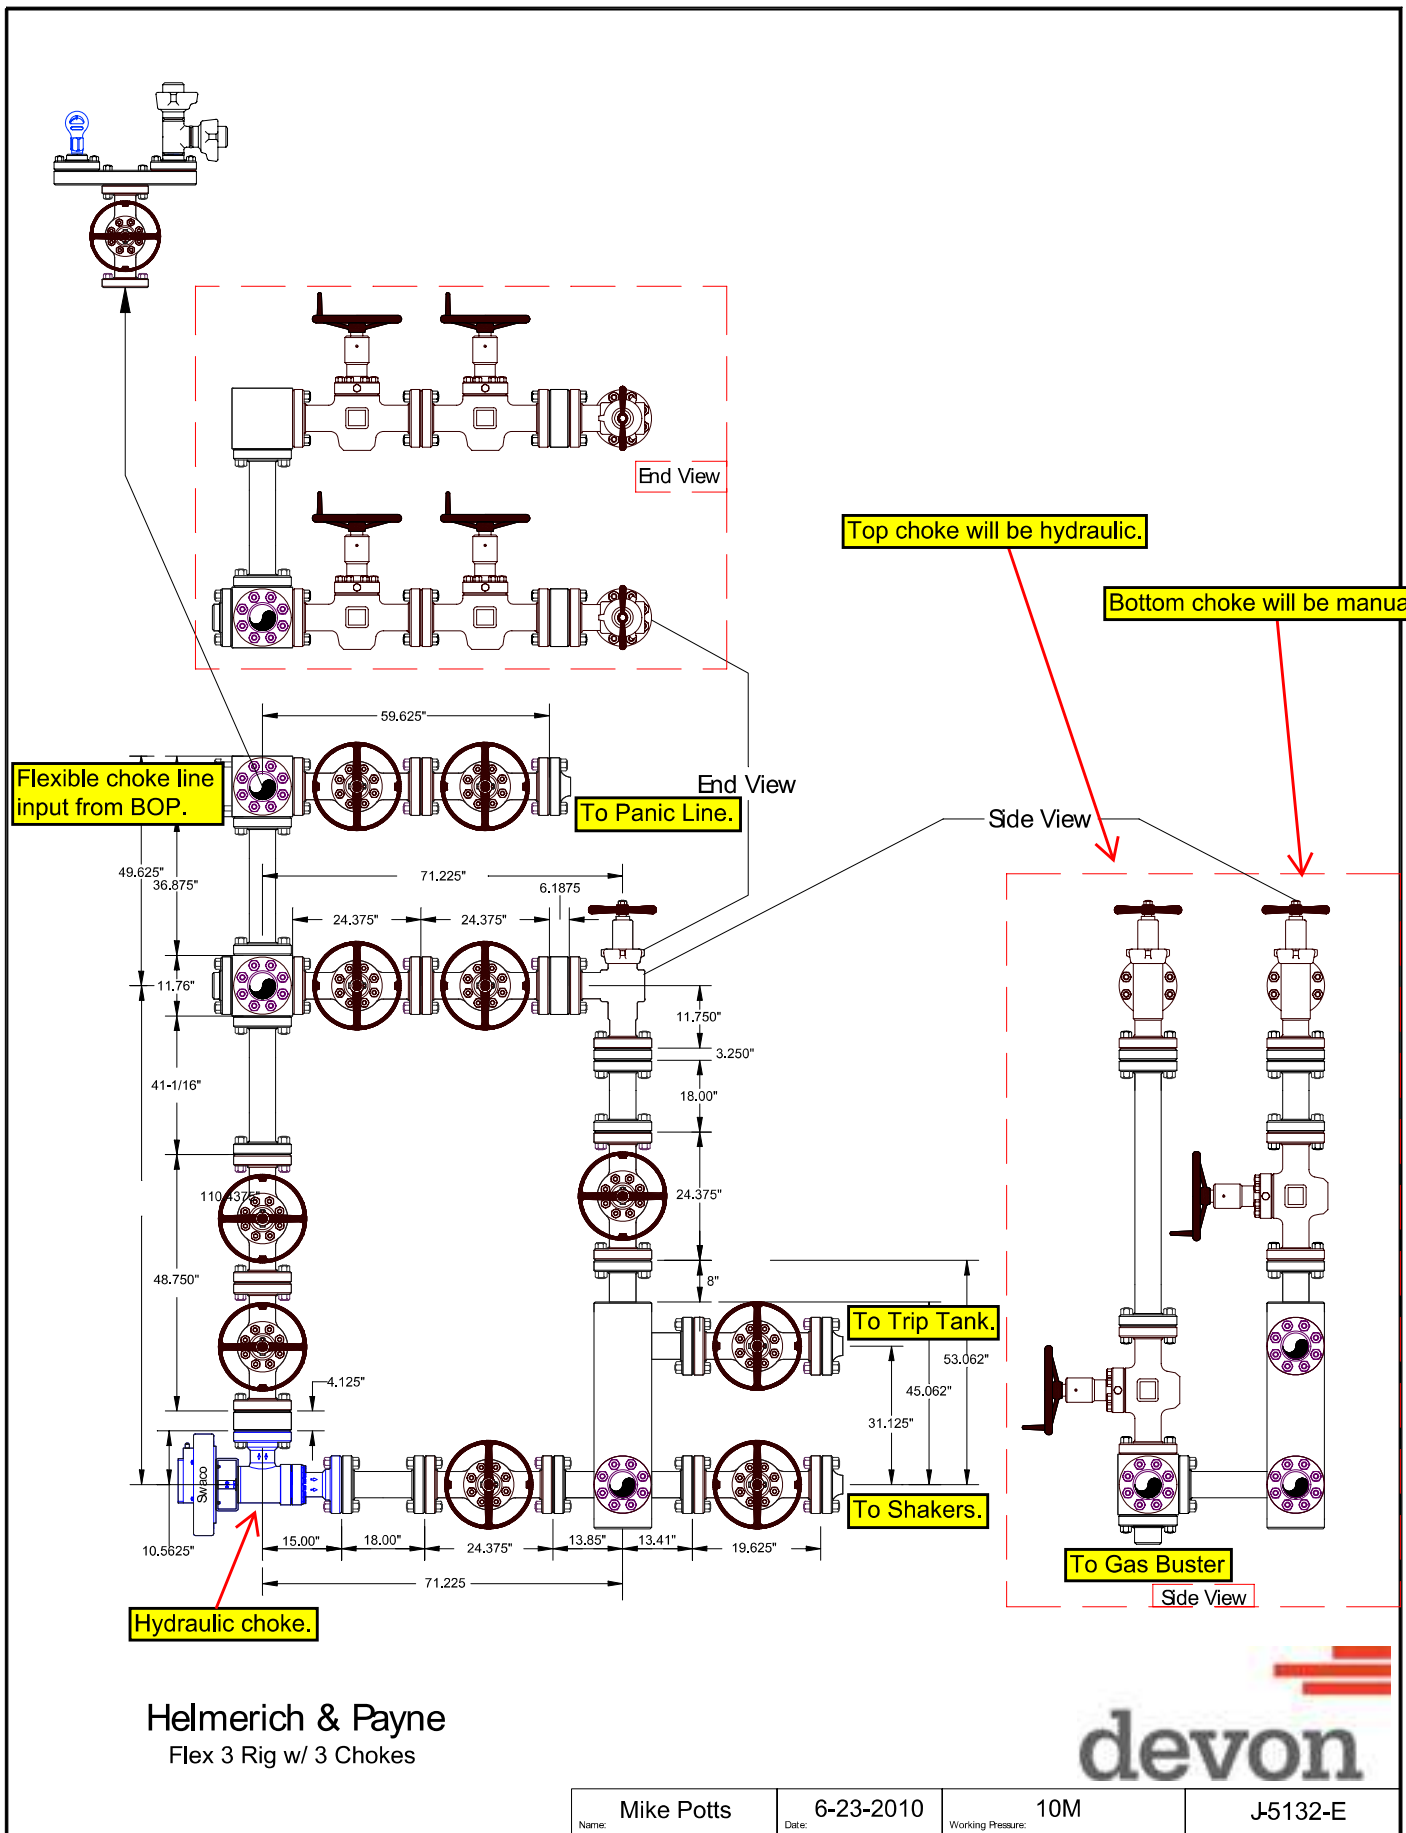 End View
Top choke will be hydraulic.
Bottom choke will be manua
59.625"
Flexible choke line
input from BOP.
End View
To Panic Line.
Side View
49.625"
36.875"
71.225"
6.1875
24.375"
24.375"
11.76"
11.750"
3.250"
41-1/16"
18.00"
110.4375"
24.375"
48.750"
8"
To Trip Tank.
53.062"
4.125"
45.062"
31.125"
Swaco
To Shakers.
10.5625"
15.00"
18.00"
24.375"
13.85"
13.41"
19.625"
To Gas Buster
71.225
Side View
Hydraulic choke.
Helmerich & Payne
Flex 3 Rig w/ 3 Chokes
devon
Name:
Mike Potts
Date:
6-23-2010
Working Pressure:
10M
J-5132-E